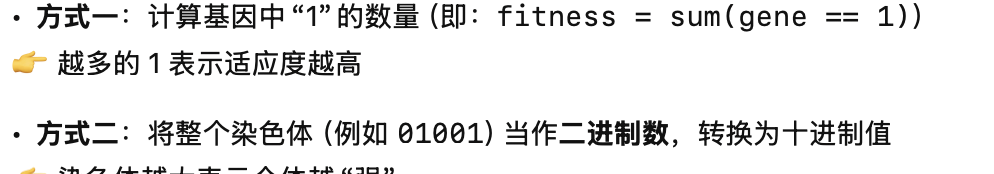 • 方式一：计算基因中“1”的数量（即：fitness = sum(gene == 1)）
👉 越多的 1 表示适应度越高
• 方式二：将整个染色体（例如 01001）当作二进制数，转换为十进制值